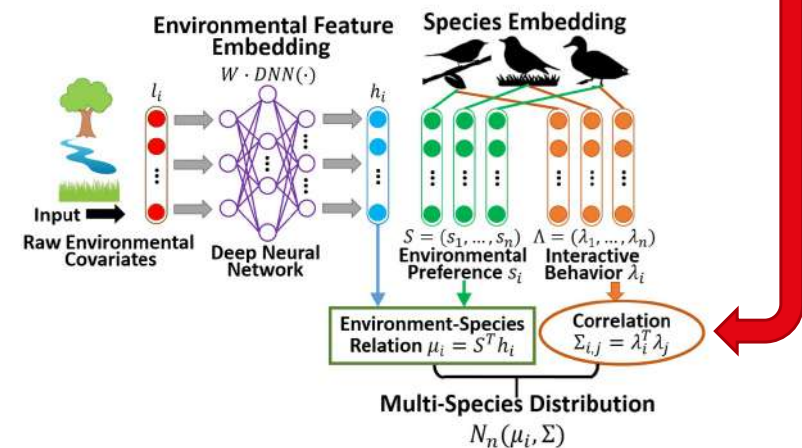 Environmental Feature
Embedding
Species Embedding
W · DNN(·)
l_i
h_i
Input
Raw Environmental
Covariates
Deep Neural
Network
S = (s_1, …, s_n)
Environmental
Preference s_i
Λ = (λ_1, …, λ_n)
Interactive
Behavior λ_i
Environment-Species
Relation μ_i = S^T h_i
Correlation
Σ_{i,j} = λ_i^T λ_j
Multi-Species Distribution
N_n(μ_i, Σ)